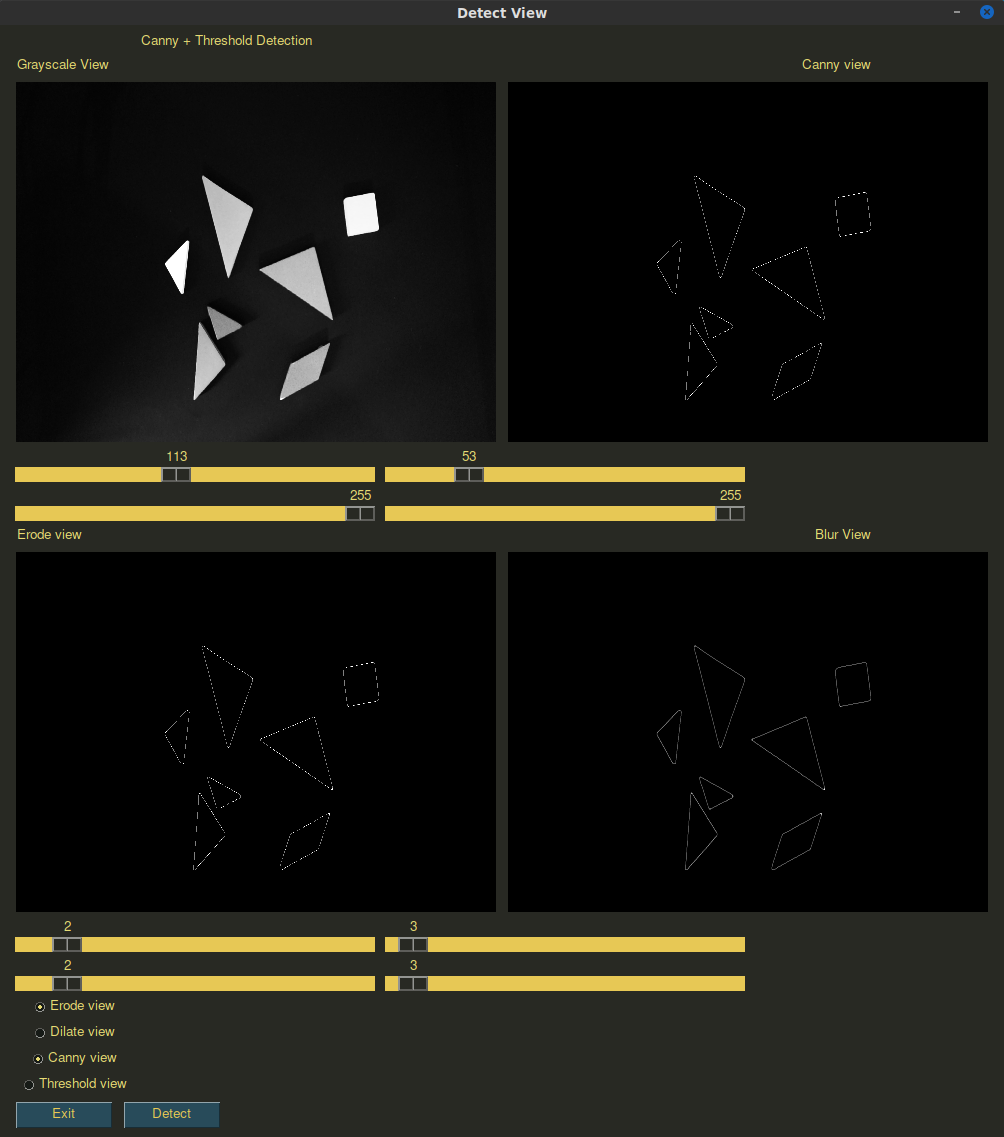 Detect View
Canny + Threshold Detection
Grayscale View
Canny view
113
53
255
255
Erode view
Blur View
2
3
2
3
Erode view
Dilate view
Canny view
Threshold view
Exit
Detect